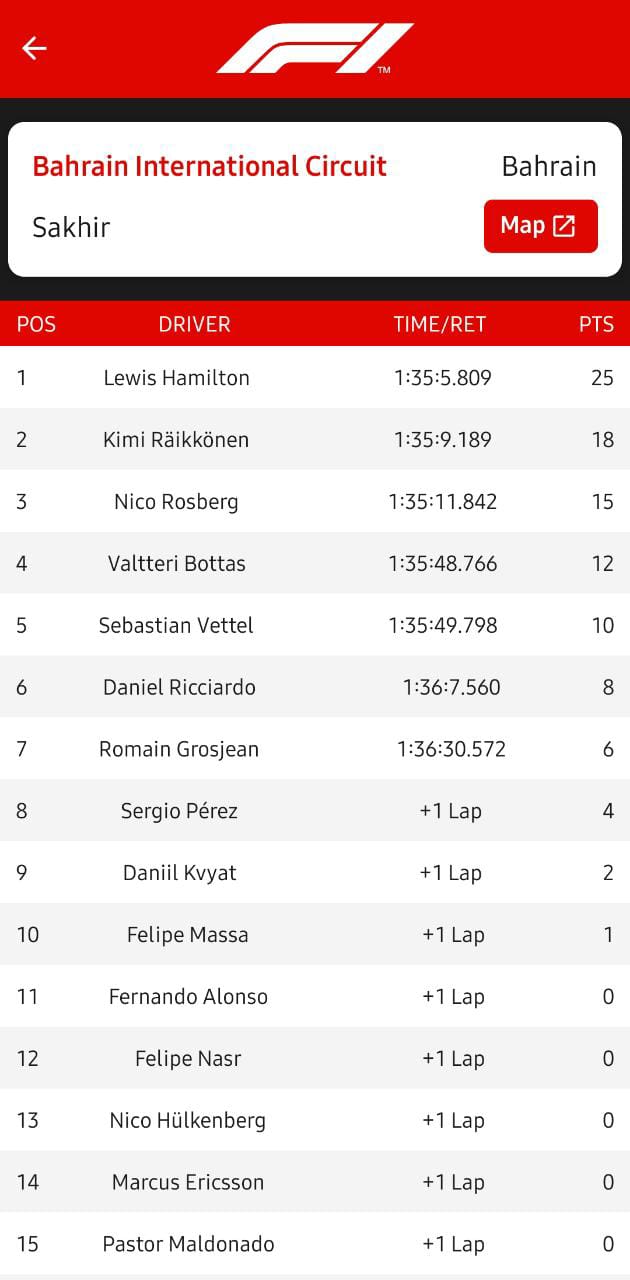 F1
TM
Bahrain International Circuit Bahrain
Sakhir Map
POS DRIVER TIME/RET PTS
1 Lewis Hamilton 1:35:5.809 25
2 Kimi Räikkönen 1:35:9.189 18
3 Nico Rosberg 1:35:11.842 15
4 Valtteri Bottas 1:35:48.766 12
5 Sebastian Vettel 1:35:49.798 10
6 Daniel Ricciardo 1:36:7.560 8
7 Romain Grosjean 1:36:30.572 6
8 Sergio Pérez +1 Lap 4
9 Daniil Kvyat +1 Lap 2
10 Felipe Massa +1 Lap 1
11 Fernando Alonso +1 Lap 0
12 Felipe Nasr +1 Lap 0
13 Nico Hülkenberg +1 Lap 0
14 Marcus Ericsson +1 Lap 0
15 Pastor Maldonado +1 Lap 0